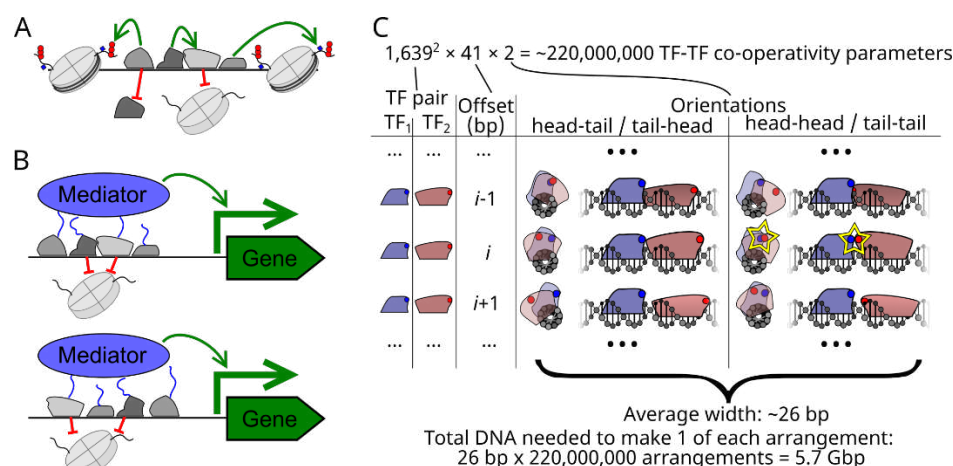 A
B
Mediator
Gene
Mediator
Gene
C
1,639² × 41 × 2 = ~220,000,000 TF-TF co-operativity parameters
TF pair
TF₁ TF₂
Offset
(bp)
Orientations
head-tail / tail-head
head-head / tail-tail
... ... ... ... ...
i-1
i
i+1
... ... ... ... ...
Average width: ~26 bp
Total DNA needed to make 1 of each arrangement:
26 bp x 220,000,000 arrangements = 5.7 Gbp